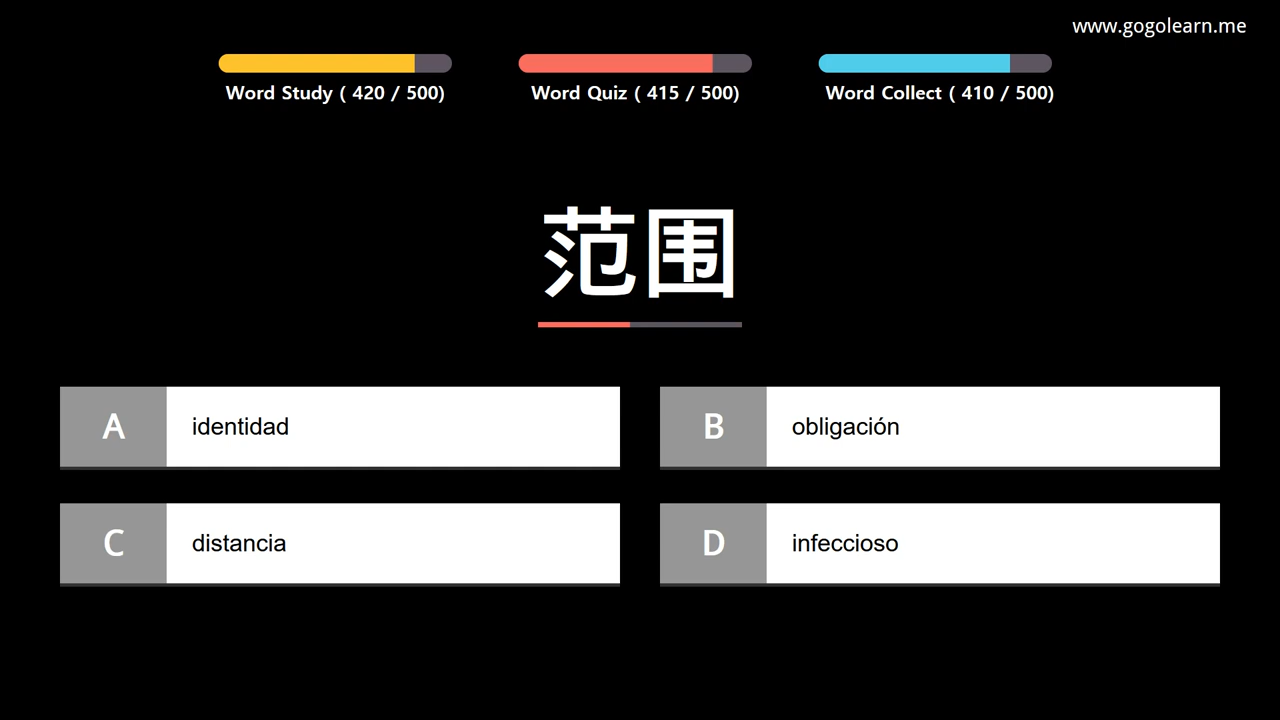 www.gogolearn.me
Word Study ( 420 / 500)
Word Quiz ( 415 / 500)
Word Collect ( 410 / 500)
范围
A identidad
B obligación
C distancia
D infeccioso